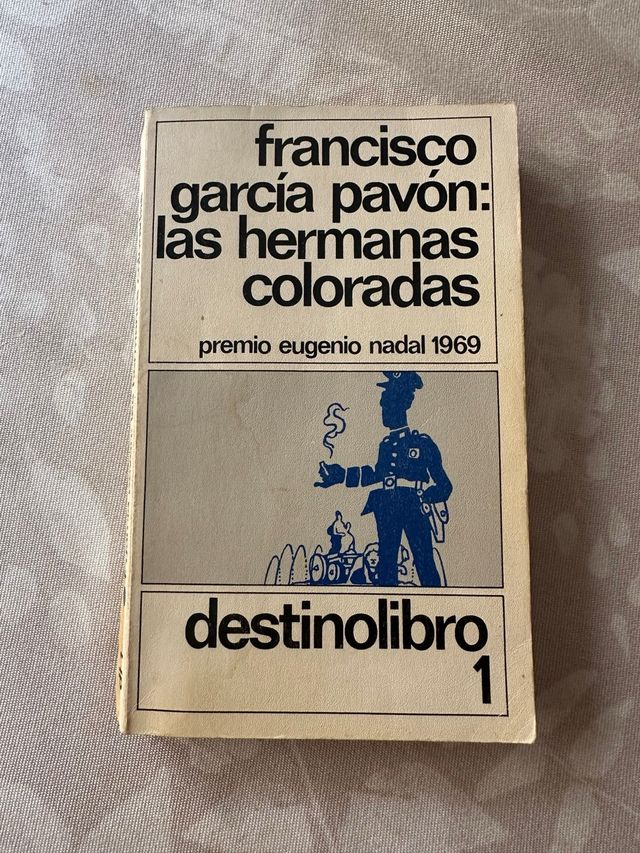 francisco
garcía pavón:
las hermanas
coloradas
premio eugenio nadal 1969
destinolibro
1